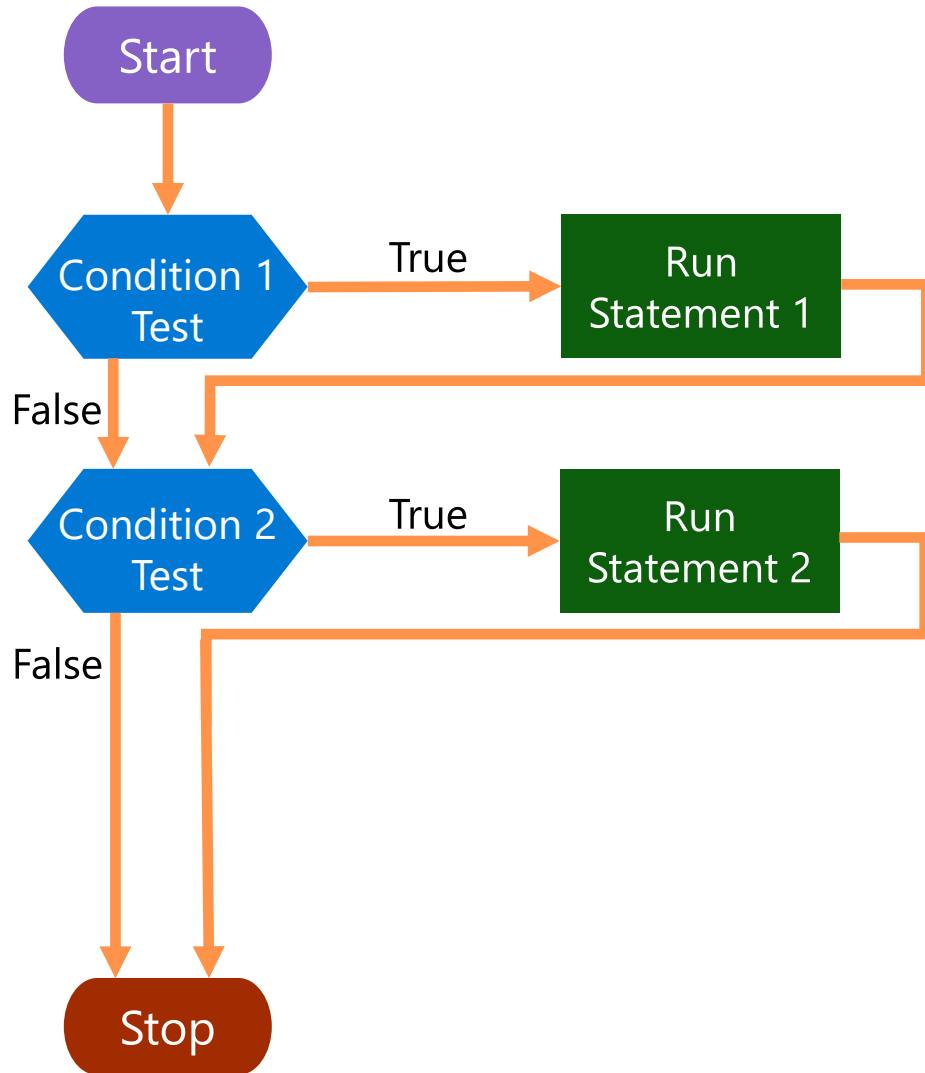 Start
Condition 1
Test
True
Run
Statement 1
False
Condition 2
Test
True
Run
Statement 2
False
Stop